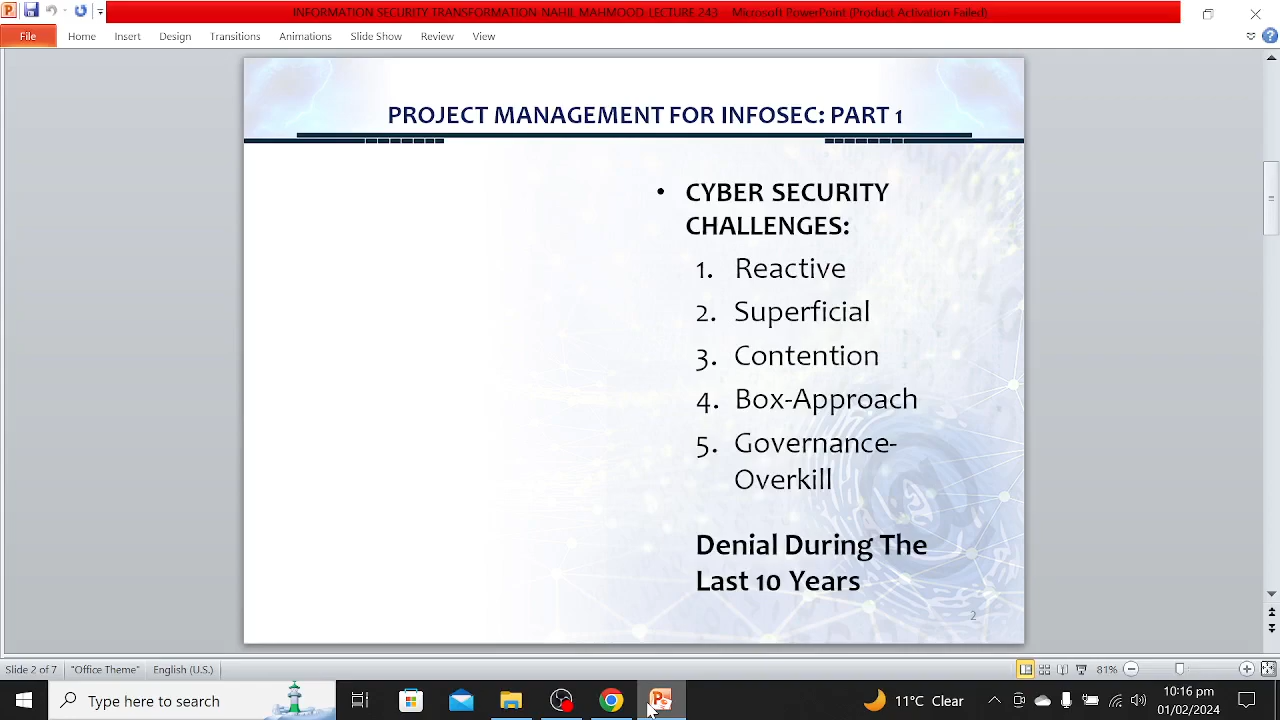 INFORMATION SECURITY TRANSFORMATION-NAHIL MAHMOOD-LECTURE 243 - Microsoft PowerPoint (Product Activation Failed)
File Home Insert Design Transitions Animations Slide Show Review View
PROJECT MANAGEMENT FOR INFOSEC: PART 1
• CYBER SECURITY
CHALLENGES:
1. Reactive
2. Superficial
3. Contention
4. Box-Approach
5. Governance-
Overkill
Denial During The
Last 10 Years
2
Slide 2 of 7 "Office Theme" English (U.S.) 81%
Type here to search
11°C Clear
10:16 pm
01/02/2024